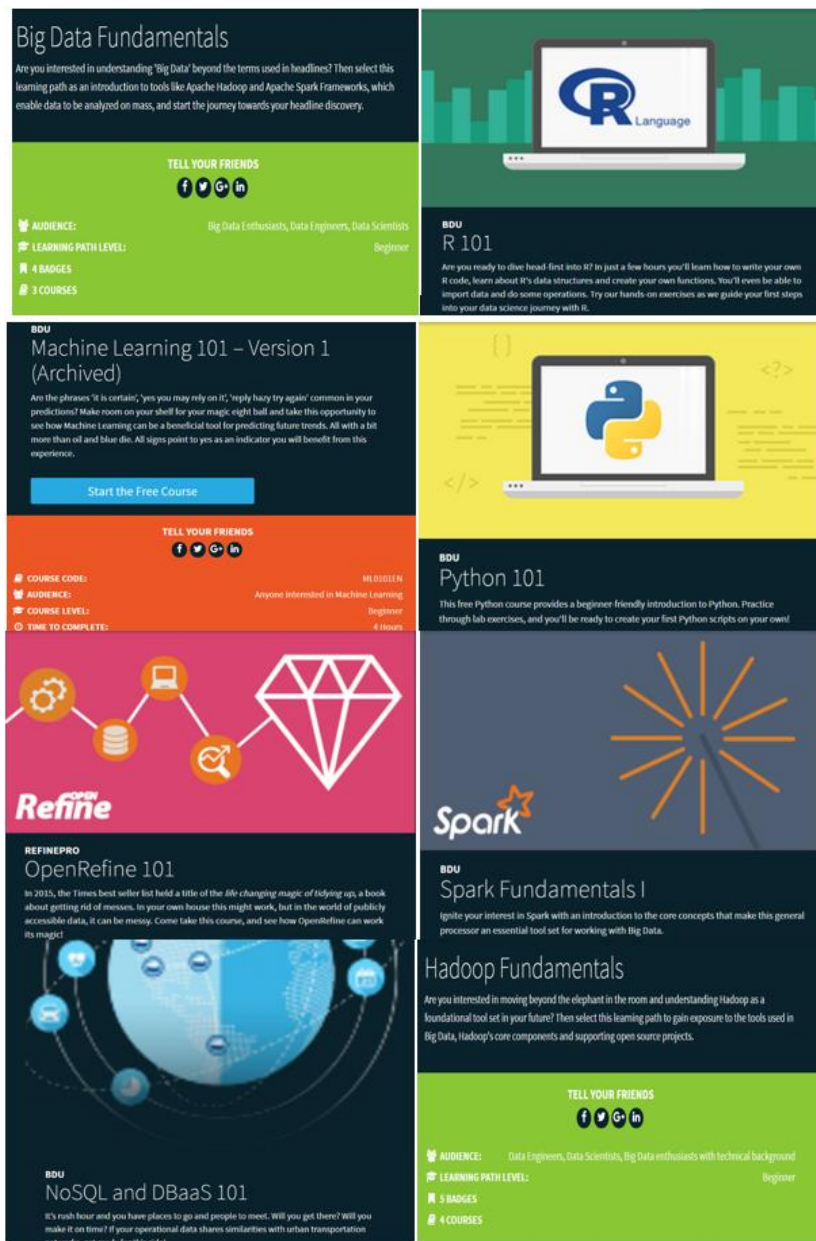 Big Data Fundamentals
Are you interested in understanding 'Big Data' beyond the terms used in headlines? Then select this
learning path as an introduction to tools like Apache Hadoop and Apache Spark Frameworks, which
enable data to be analyzed on mass, and start the journey towards your headline discovery.
TELL YOUR FRIENDS
AUDIENCE: Big Data Enthusiasts, Data Engineers, Data Scientists
LEARNING PATH LEVEL: Beginner
4 BADGES
3 COURSES
R Language
BDU
R 101
Are you ready to dive head-first into R? In just a few hours you'll learn how to write your own
R code, learn about R's data structures and create your own functions. You'll even be able to
import data and do some operations. Try our hands-on exercises as we guide your first steps
into your data science journey with R.
BDU
Machine Learning 101 – Version 1
(Archived)
Are the phrases 'it is certain', 'yes you may rely on it', 'reply hazy try again' common in your
predictions? Make room on your shelf for your magic eight ball and take this opportunity to
see how Machine Learning can be a beneficial tool for predicting future trends. All with a bit
more than oil and blue die. All signs point to yes as an indicator you will benefit from this
experience.
Start the Free Course
TELL YOUR FRIENDS
COURSE CODE: ML0101EN
AUDIENCE: Anyone interested in Machine Learning
COURSE LEVEL: Beginner
TIME TO COMPLETE: 4 Hours
{ }
<?>
</>
BDU
Python 101
This free Python course provides a beginner-friendly introduction to Python. Practice
through lab exercises, and you'll be ready to create your first Python scripts on your own!
OPEN
Refine
REFINEPRO
OpenRefine 101
In 2015, the Times best seller list held a title of the life changing magic of tidying up, a book
about getting rid of messes. In your own house this might work, but in the world of publicly
accessible data, it can be messy. Come take this course, and see how OpenRefine can work
its magic!
Spark
BDU
Spark Fundamentals I
Ignite your interest in Spark with an introduction to the core concepts that make this general
processor an essential tool set for working with Big Data.
BDU
NoSQL and DBaaS 101
It's rush hour and you have places to go and people to meet. Will you get there? Will you
make it on time? If your operational data shares similarities with urban transportation
Hadoop Fundamentals
Are you interested in moving beyond the elephant in the room and understanding Hadoop as a
foundational tool set in your future? Then select this learning path to gain exposure to the tools used in
Big Data, Hadoop's core components and supporting open source projects.
TELL YOUR FRIENDS
AUDIENCE: Data Engineers, Data Scientists, Big Data enthusiasts with technical background
LEARNING PATH LEVEL: Beginner
5 BADGES
4 COURSES